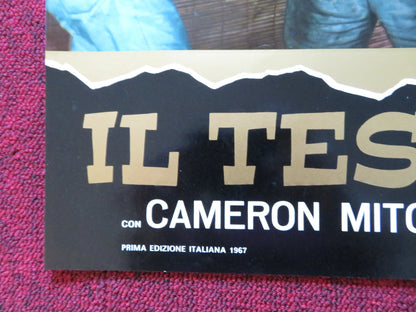 IL TES
CON CAMERON MITC
PRIMA EDIZIONE ITALIANA 1967